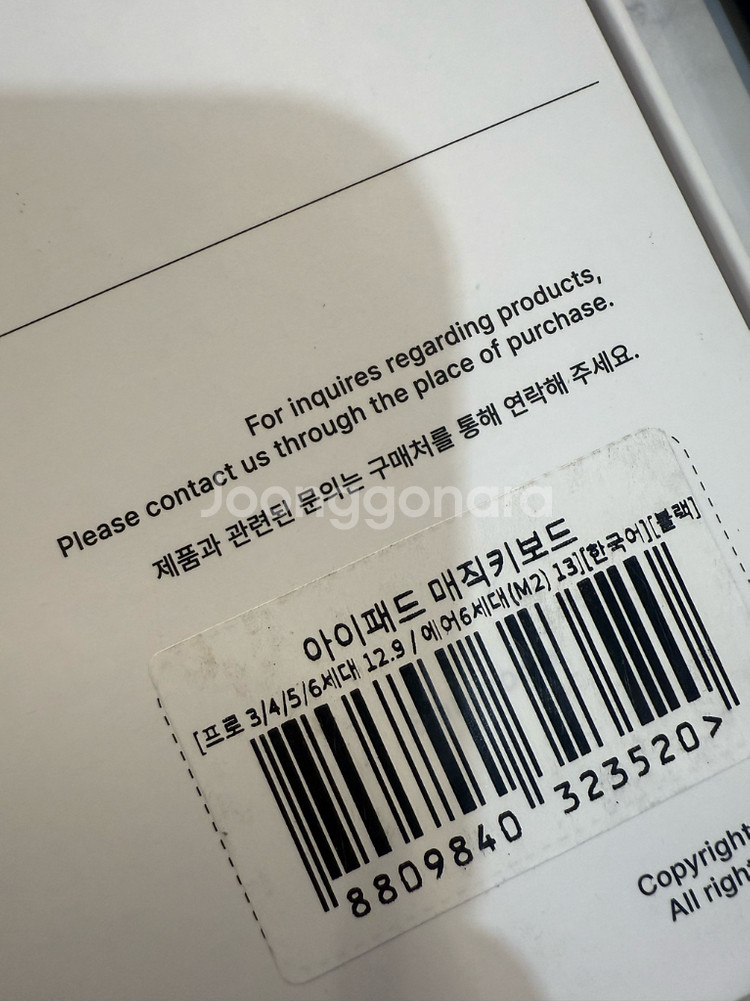 For inquires regarding products,
Please contact us through the place of purchase.
제품과 관련된 문의는 구매처를 통해 연락해 주세요.
Joonggonara
아이패드 매직키보드
[프로 3/4/5/6세대 12.9 / 에어6세대(M2) 13][한국어][블랙]
8809840 323520>
Copyright
All righ